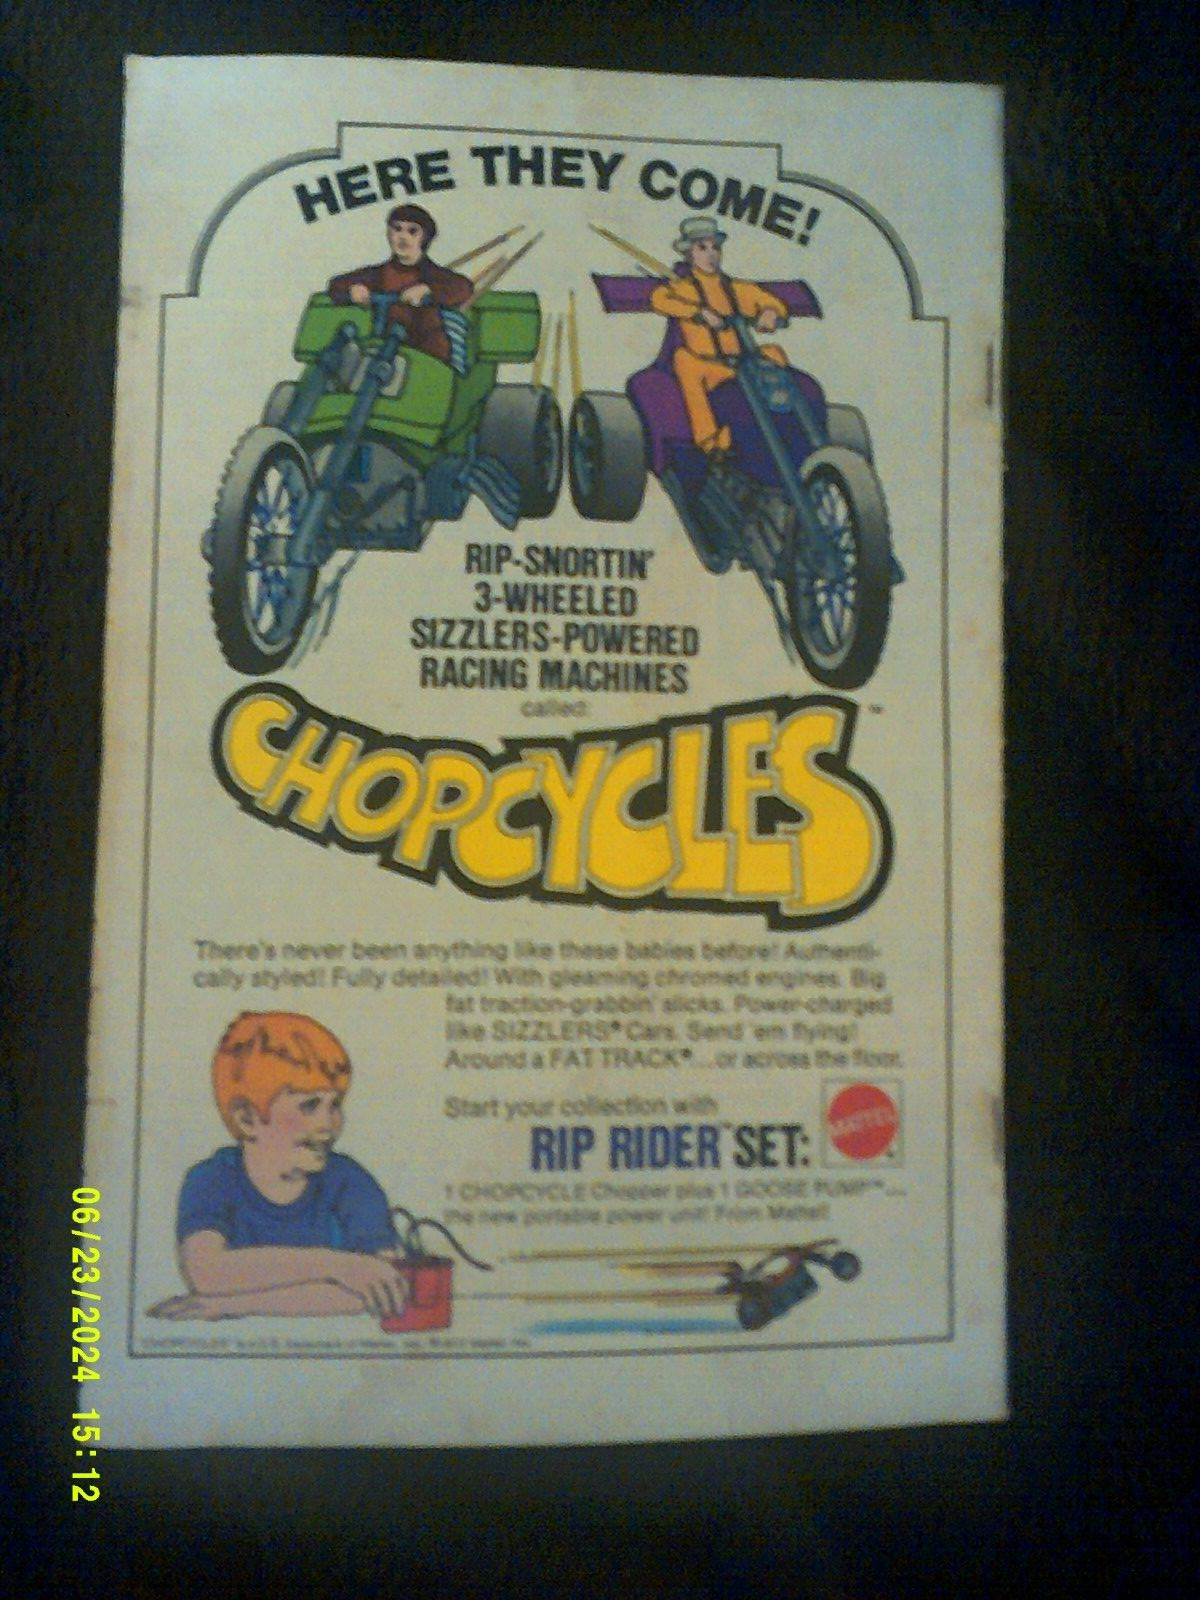 HERE THEY COME!
RIP-SNORTIN'
3-WHEELED
SIZZLERS-POWERED
RACING MACHINES
called:
CHOPCYCLES™
There's never been anything like these babies before! Authenti-
cally styled! Fully detailed! With gleaming chromed engines. Big
fat traction-grabbin' slicks. Power-charged
like SIZZLERS® Cars. Send 'em flying!
Around a FAT TRACK®...or across the floor.
Start your collection with
RIP RIDER™ SET:
MATTEL
1 CHOPCYCLE Chopper plus 1 GOOSE PUMP™...
the new portable power unit! From Mattel!
06/23/2024 15:12